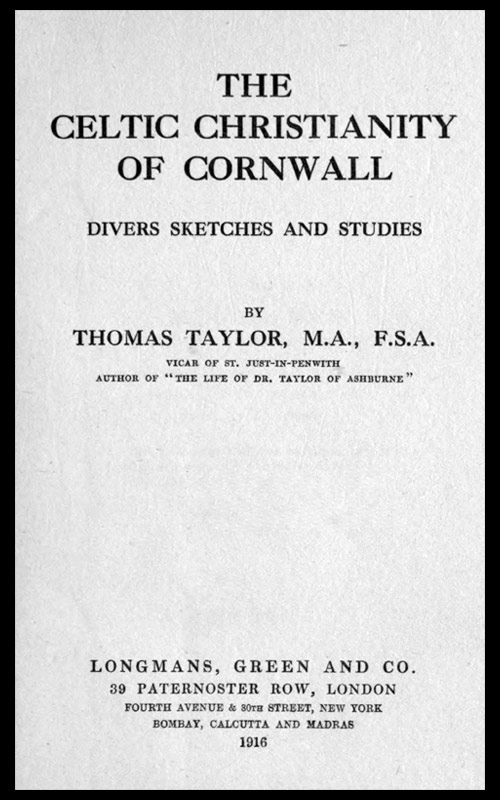 THE
CELTIC CHRISTIANITY
OF CORNWALL
DIVERS SKETCHES AND STUDIES
BY
THOMAS TAYLOR, M.A., F.S.A.
VICAR OF ST. JUST-IN-PENWITH
AUTHOR OF "THE LIFE OF DR. TAYLOR OF ASHBURNE"
LONGMANS, GREEN AND CO.
39 PATERNOSTER ROW, LONDON
FOURTH AVENUE & 30TH STREET, NEW YORK
BOMBAY, CALCUTTA AND MADRAS
1916